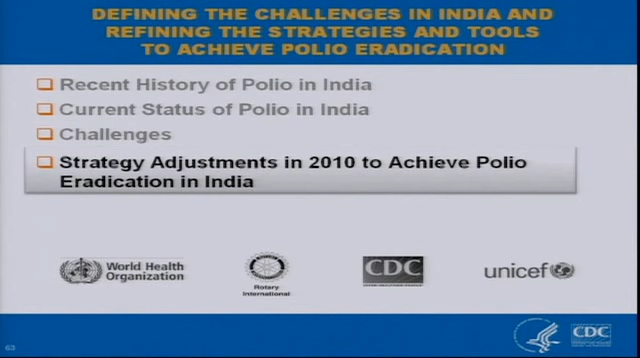 DEFINING THE CHALLENGES IN INDIA AND
REFINING THE STRATEGIES AND TOOLS
TO ACHIEVE POLIO ERADICATION
Recent History of Polio in India
Current Status of Polio in India
Challenges
Strategy Adjustments in 2010 to Achieve Polio
Eradication in India
World Health
Organization
Rotary
International
CDC
unicef
63
CDC